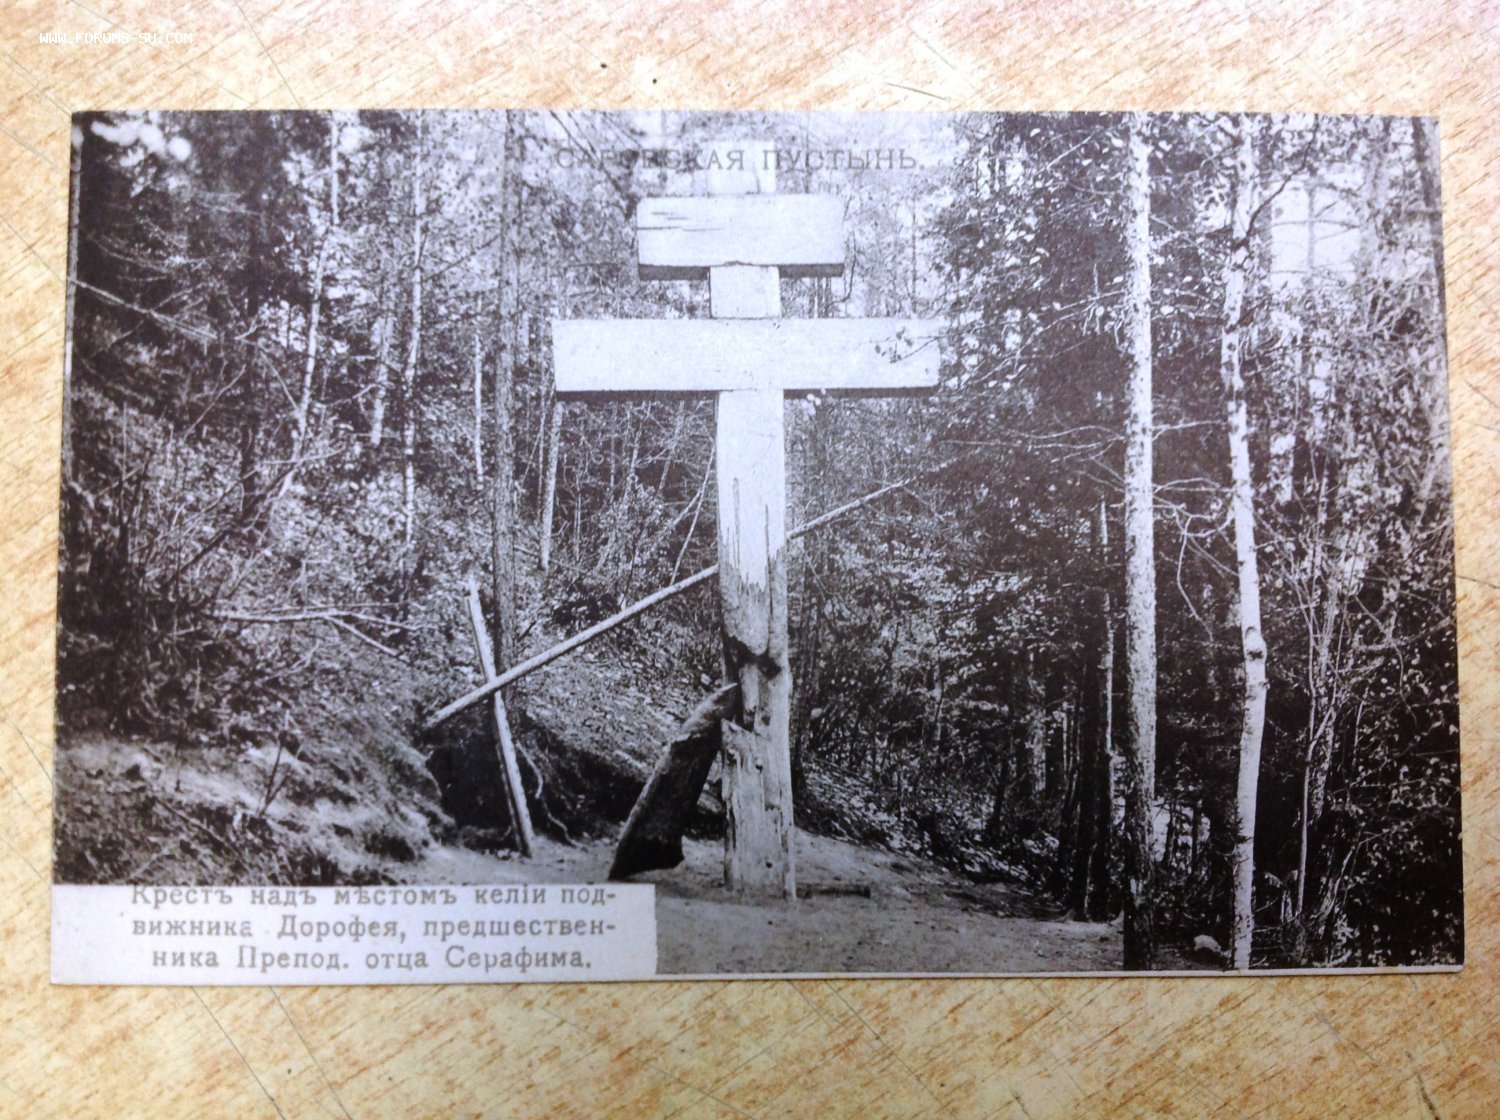 WWW.FORUMS-SU.COM
САРОВСКАЯ ПУСТЫНЬ.
Крестъ надъ мѣстомъ келіи под-
вижника Дорофея, предшествен-
ника Препод. отца Серафима.